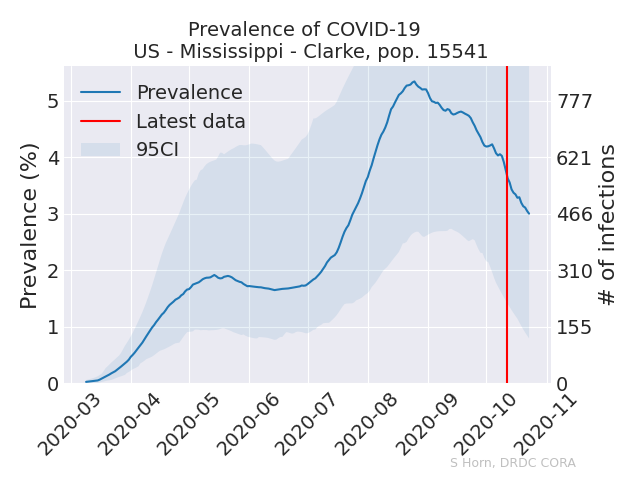 Prevalence of COVID-19
US - Mississippi - Clarke, pop. 15541
Prevalence
Latest data
95CI
Prevalence (%)
5
4
3
2
1
0
777
621
466
310
155
0
# of infections
2020-03
2020-04
2020-05
2020-06
2020-07
2020-08
2020-09
2020-10
2020-11
S Horn, DRDC CORA